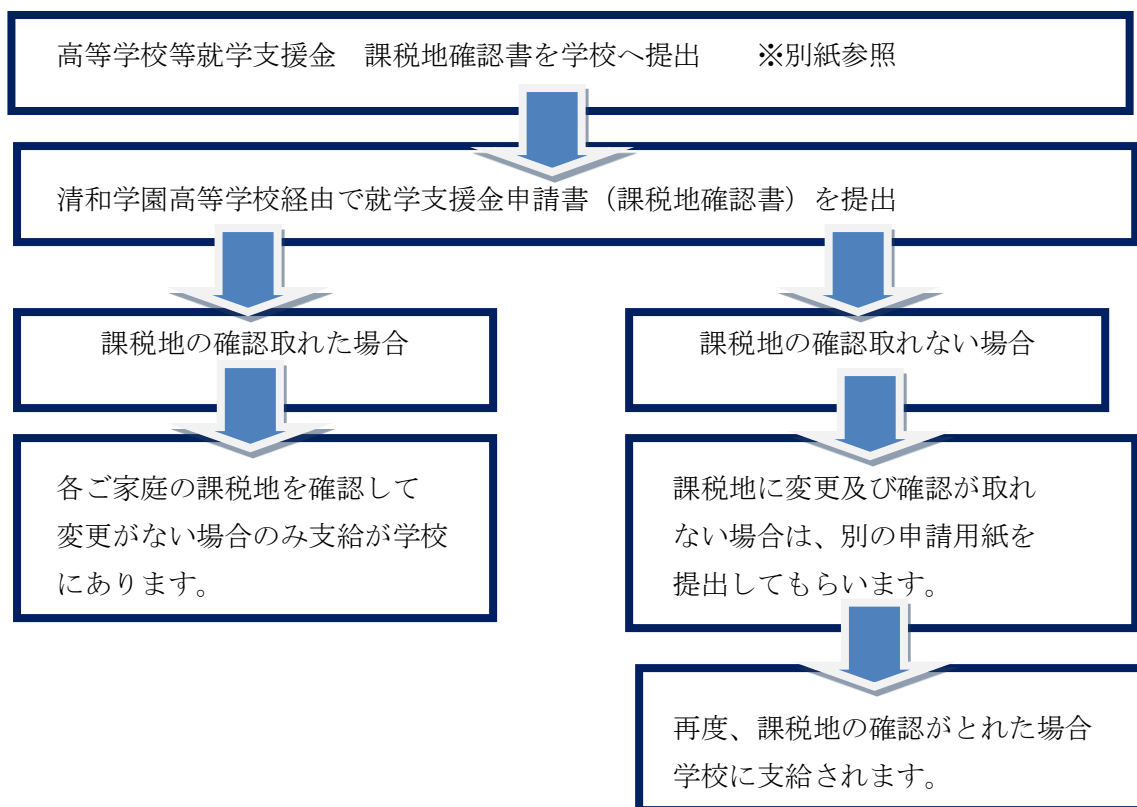 高等学校等就学支援金　課税地確認書を学校へ提出　　※別紙参照
清和学園高等学校経由で就学支援金申請書（課税地確認書）を提出
課税地の確認取れた場合
課税地の確認取れない場合
各ご家庭の課税地を確認して
変更がない場合のみ支給が学校
にあります。
課税地に変更及び確認が取れ
ない場合は、別の申請用紙を
提出してもらいます。
再度、課税地の確認がとれた場合
学校に支給されます。